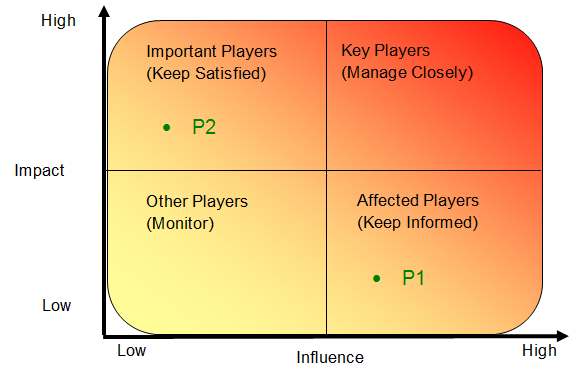 High
Important Players
(Keep Satisfied)
Key Players
(Manage Closely)
P2
Impact
Other Players
(Monitor)
Affected Players
(Keep Informed)
P1
Low
Low
Influence
High